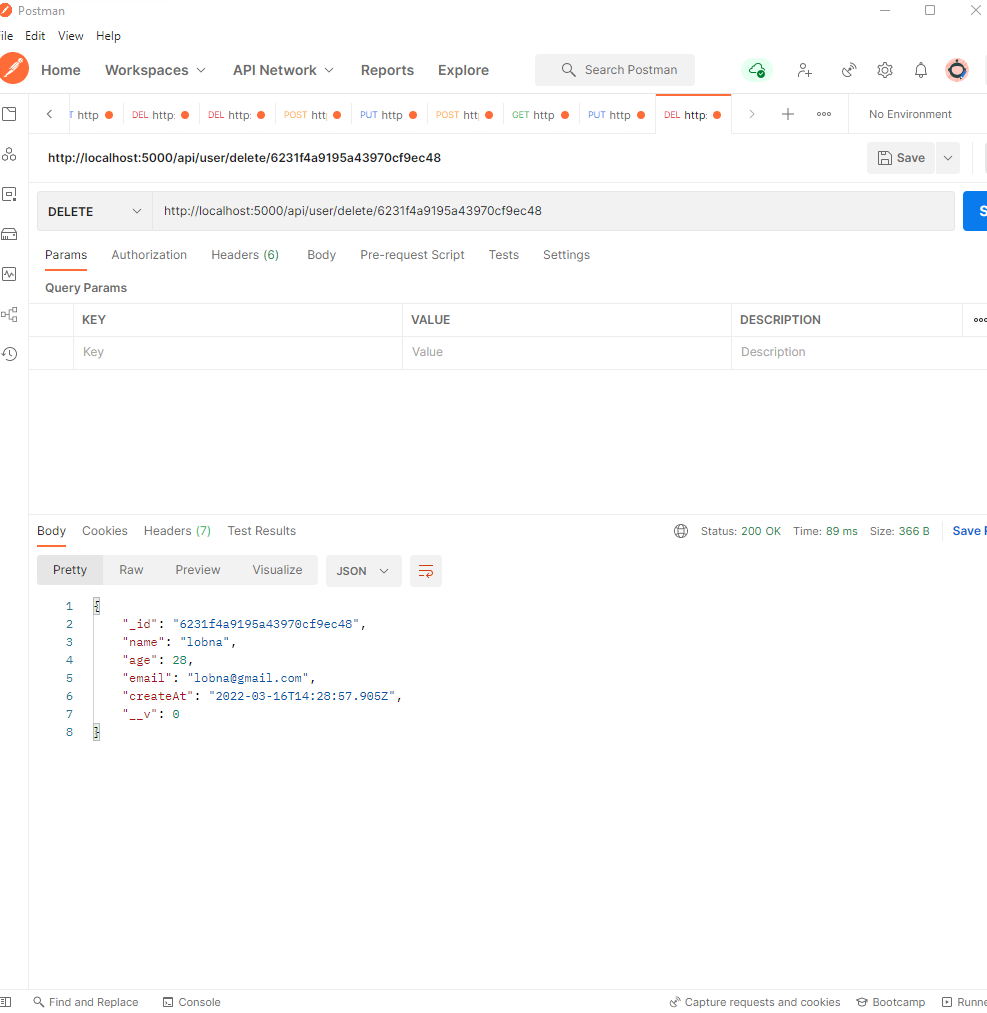 Postman
ile Edit View Help
Home Workspaces API Network Reports Explore Search Postman
T http DEL http: DEL http: POST htt PUT http POST htt GET http PUT http DEL http: No Environment
http://localhost:5000/api/user/delete/6231f4a9195a43970cf9ec48 Save
DELETE http://localhost:5000/api/user/delete/6231f4a9195a43970cf9ec48 S
Params Authorization Headers (6) Body Pre-request Script Tests Settings
Query Params
KEY VALUE DESCRIPTION
Key Value Description
Body Cookies Headers (7) Test Results Status: 200 OK Time: 89 ms Size: 366 B Save R
Pretty Raw Preview Visualize JSON
1 {
2 "_id": "6231f4a9195a43970cf9ec48",
3 "name": "lobna",
4 "age": 28,
5 "email": "lobna@gmail.com",
6 "createAt": "2022-03-16T14:28:57.905Z",
7 "__v": 0
8 }
Find and Replace Console Capture requests and cookies Bootcamp Runne